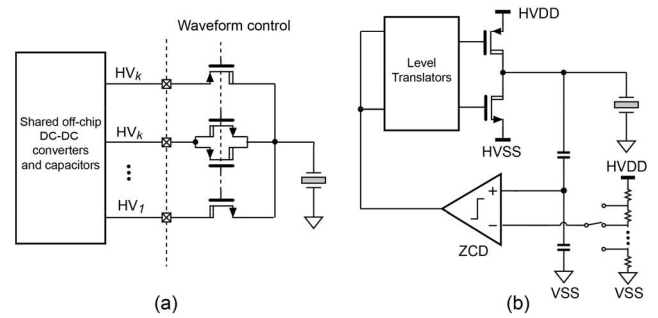 Waveform control
Shared off-chip
DC-DC
converters
and capacitors
HVk
HVk
HV1
(a)
Level
Translators
HVDD
HVSS
ZCD
+
−
HVDD
VSS
VSS
(b)